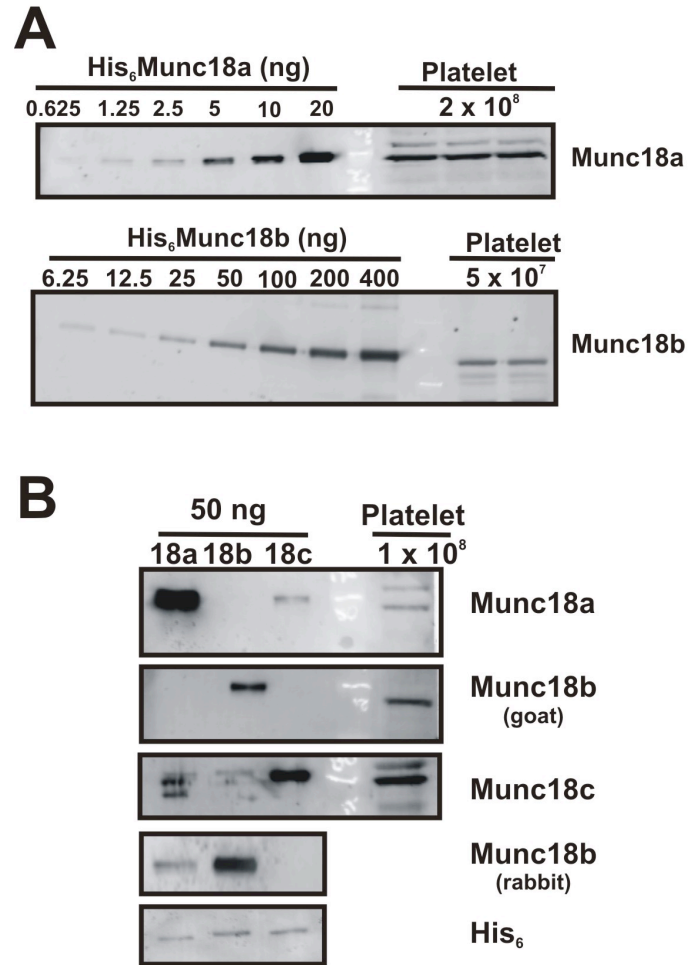 A
His₆Munc18a (ng)
Platelet
0.625 1.25 2.5 5 10 20
2 x 10⁸
Munc18a
His₆Munc18b (ng)
Platelet
6.25 12.5 25 50 100 200 400
5 x 10⁷
Munc18b
B
50 ng
Platelet
18a 18b 18c
1 x 10⁸
Munc18a
Munc18b
(goat)
Munc18c
Munc18b
(rabbit)
His₆